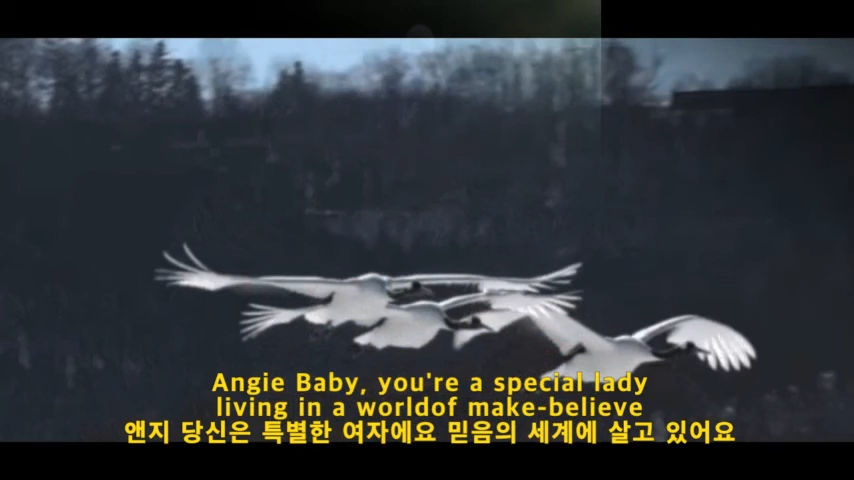 Angie Baby, you're a special lady
living in a worldof make-believe
앤지 당신은 특별한 여자에요 믿음의 세계에 살고 있어요